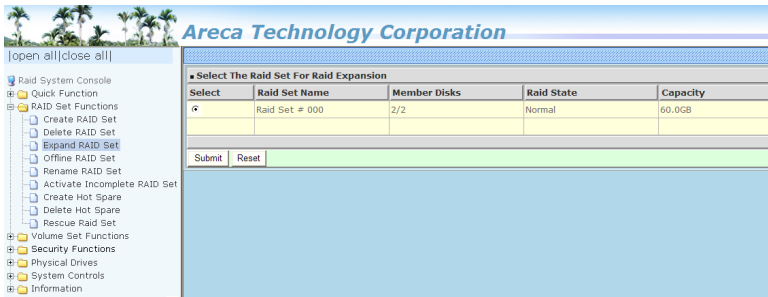 Areca Technology Corporation
|open all|close all|
Raid System Console
Quick Function
RAID Set Functions
Create RAID Set
Delete RAID Set
Expand RAID Set
Offline RAID Set
Rename RAID Set
Activate Incomplete RAID Set
Create Hot Spare
Delete Hot Spare
Rescue Raid Set
Volume Set Functions
Security Functions
Physical Drives
System Controls
Information
Select The Raid Set For Raid Expansion
Select Raid Set Name Member Disks Raid State Capacity
Raid Set # 000 2/2 Normal 60.0GB
Submit Reset